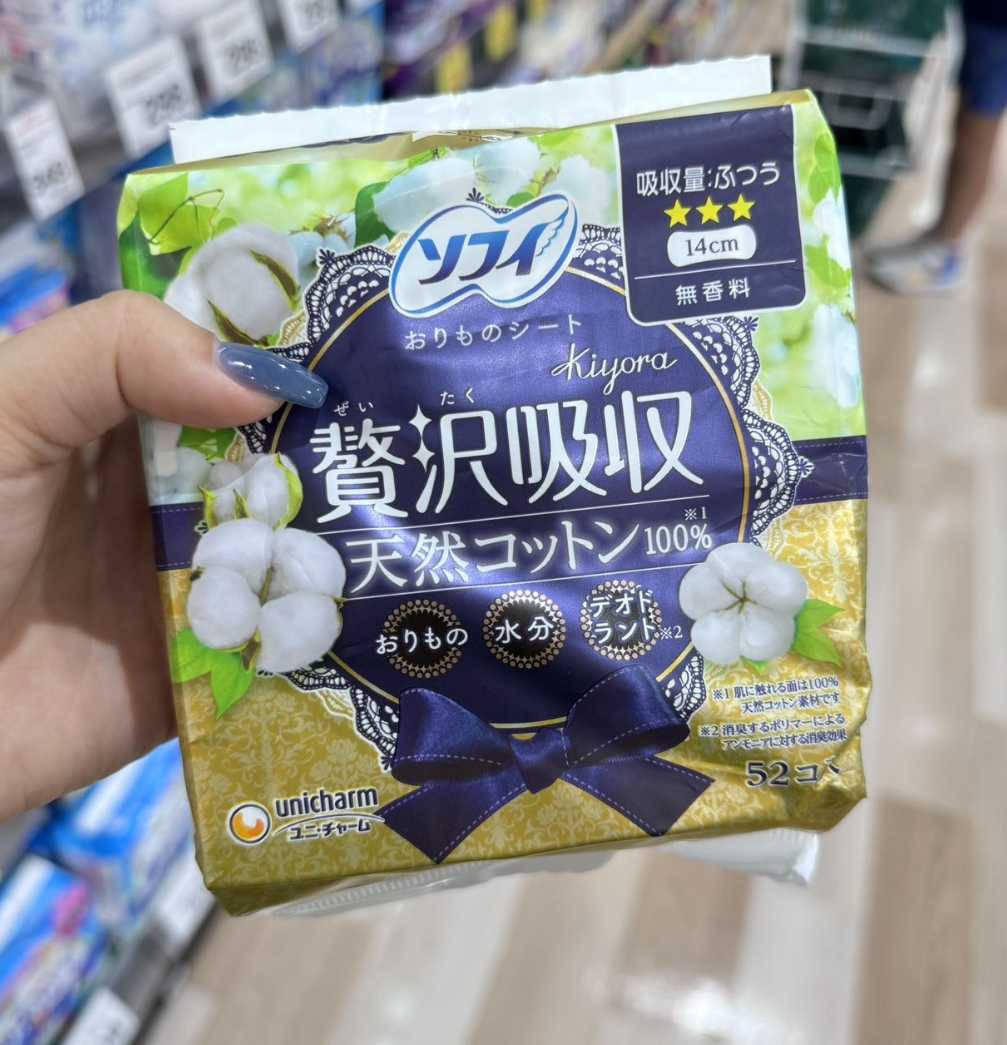 吸収量:ふつう
14cm
無香料
ソフィ
おりものシート
Kiyora
ぜい たく
贅沢吸収
天然コットン100%
※1
おりもの
水分
デオド
ラント※2
※1 肌に触れる面は100%
天然コットン素材です
※2 消臭するポリマーによる
アンモニアに対する消臭効果
52コ
unicharm
ユニ・チャーム